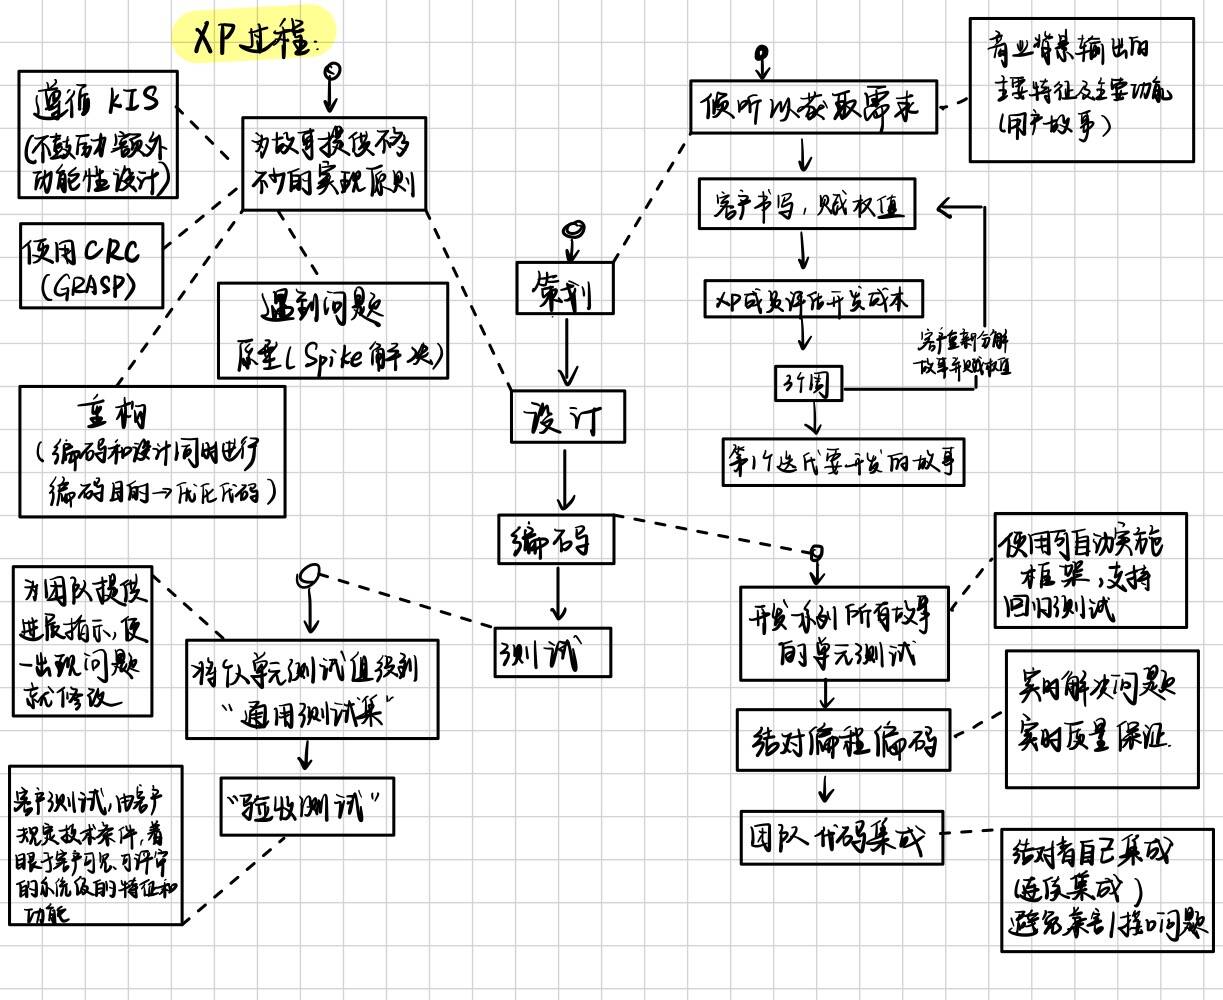 XP过程:
遵循 KIS
(不鼓励额外
功能性设计)
为故事提供不多
不少的实现原则
使用CRC
(GRASP)
遇到问题
原型(Spike解决)
重构
(编码和设计同时进行
编码目的→优化代码)
倾听以获取需求
商业背景输出的
主要特征及主要功能
(用户故事)
客户书写,赋权值
XP成员评估开发成本
客户重新分解
故事并赋权值
3个周
第1个迭代要开发的故事
策划
设计
编码
测试
为团队提供
进展指示,使
一出现问题
就修改
将个人单元测试组织到
“通用测试集”
“验收测试”
客户测试,由客户
规定技术条件,着
眼于客户可见、可评审
的系统级的特征和
功能
开发一系列所有故事
的单元测试
使用可自动实施
框架,支持
回归测试
结对编程编码
实时解决问题
实时质量保证.
团队代码集成
结对者自己集成
(连续集成)
避免兼容/接口问题